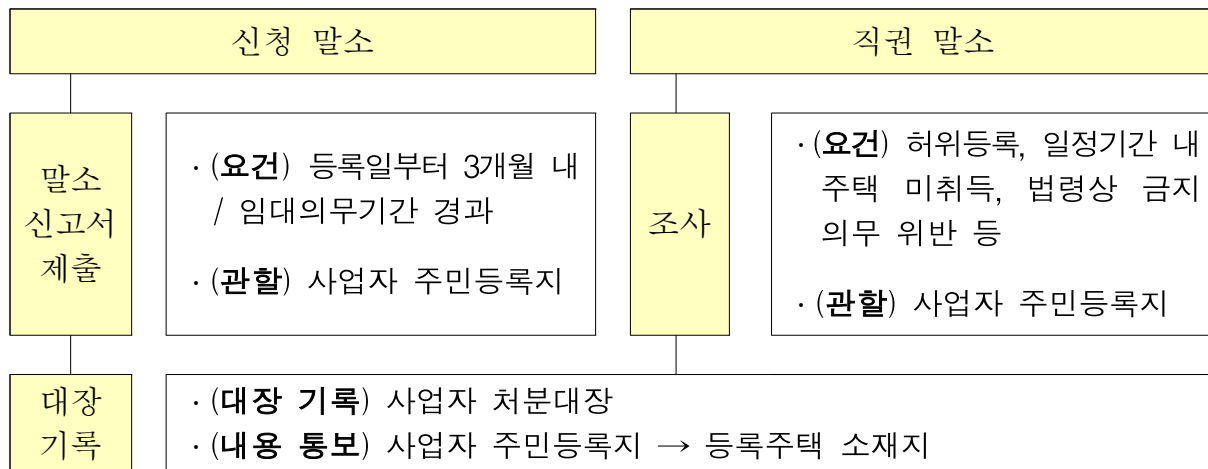 신청 말소
직권 말소
말소
신고서
제출
· (요건) 등록일부터 3개월 내
/ 임대의무기간 경과
· (관할) 사업자 주민등록지
조사
· (요건) 허위등록, 일정기간 내
주택 미취득, 법령상 금지
의무 위반 등
· (관할) 사업자 주민등록지
대장
기록
· (대장 기록) 사업자 처분대장
· (내용 통보) 사업자 주민등록지 → 등록주택 소재지